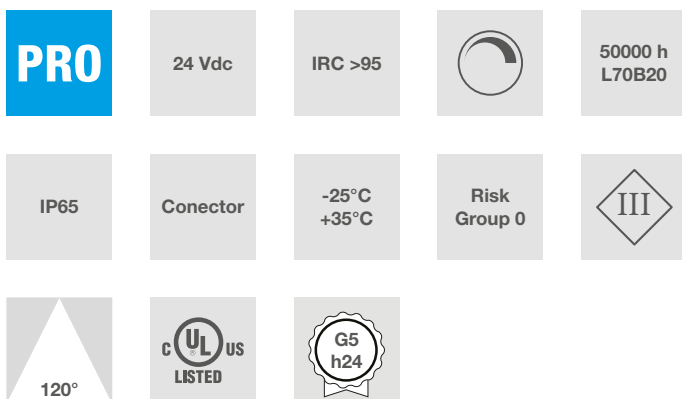 PRO
24 Vdc
IRC >95
50000 h
L70B20
IP65
Conector
-25°C
+35°C
Risk
Group 0
III
120°
C UL US
®
LISTED
G5
h24